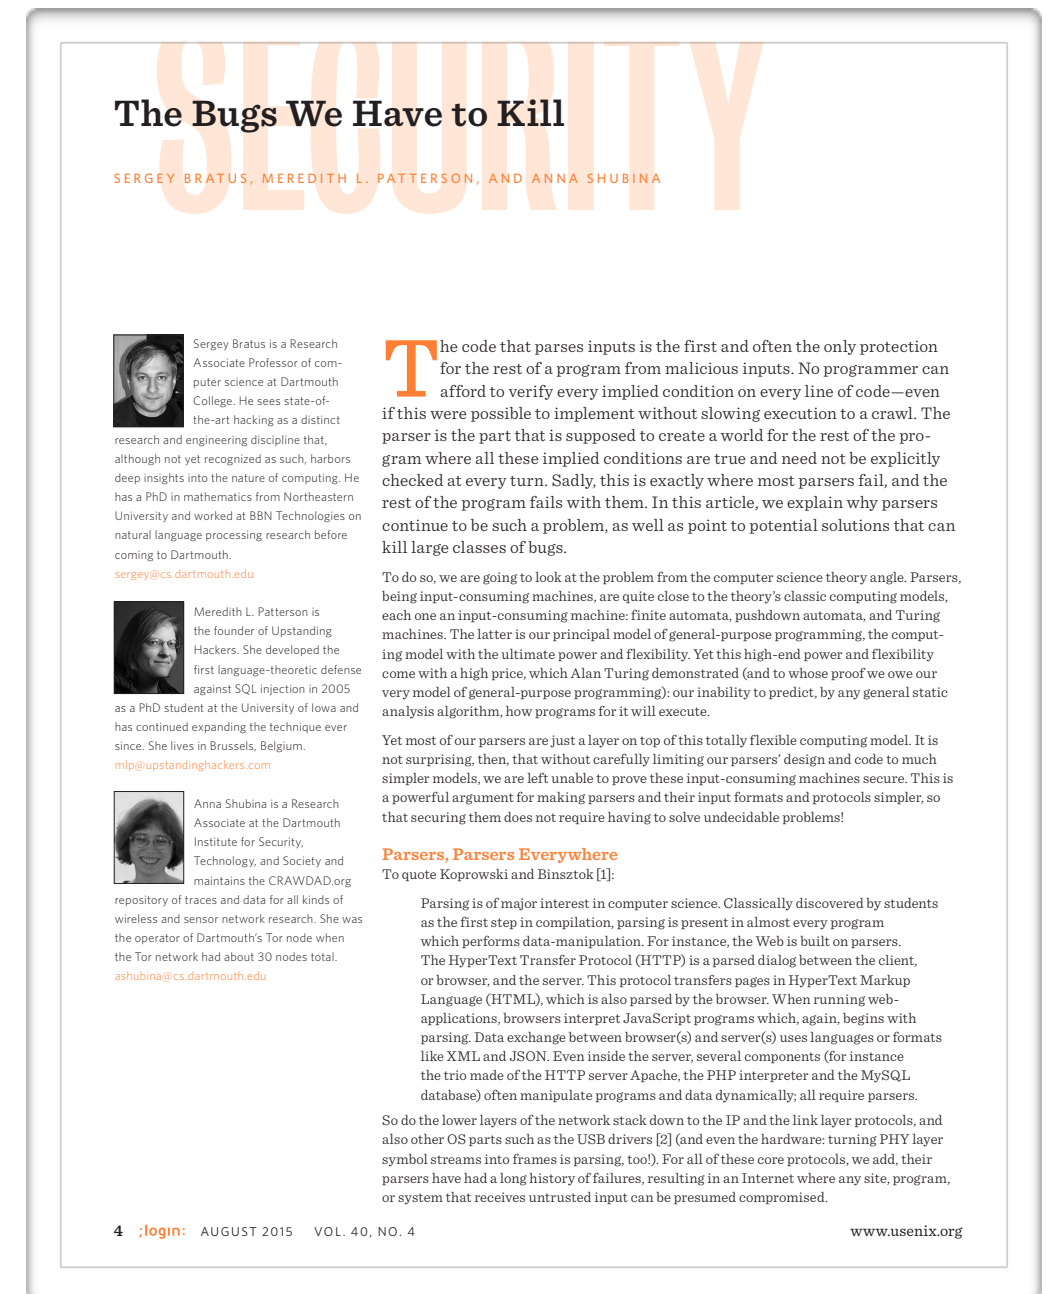 SECURITY
The Bugs We Have to Kill
SERGEY BRATUS, MEREDITH L. PATTERSON, AND ANNA SHUBINA
Sergey Bratus is a Research
Associate Professor of com-
puter science at Dartmouth
College. He sees state-of-
the-art hacking as a distinct
research and engineering discipline that,
although not yet recognized as such, harbors
deep insights into the nature of computing. He
has a PhD in mathematics from Northeastern
University and worked at BBN Technologies on
natural language processing research before
coming to Dartmouth.
sergey@cs.dartmouth.edu
Meredith L. Patterson is
the founder of Upstanding
Hackers. She developed the
first language-theoretic defense
against SQL injection in 2005
as a PhD student at the University of Iowa and
has continued expanding the technique ever
since. She lives in Brussels, Belgium.
mlp@upstandinghackers.com
Anna Shubina is a Research
Associate at the Dartmouth
Institute for Security,
Technology, and Society and
maintains the CRAWDAD.org
repository of traces and data for all kinds of
wireless and sensor network research. She was
the operator of Dartmouth's Tor node when
the Tor network had about 30 nodes total.
ashubina@cs.dartmouth.edu
The code that parses inputs is the first and often the only protection
for the rest of a program from malicious inputs. No programmer can
afford to verify every implied condition on every line of code—even
if this were possible to implement without slowing execution to a crawl. The
parser is the part that is supposed to create a world for the rest of the pro-
gram where all these implied conditions are true and need not be explicitly
checked at every turn. Sadly, this is exactly where most parsers fail, and the
rest of the program fails with them. In this article, we explain why parsers
continue to be such a problem, as well as point to potential solutions that can
kill large classes of bugs.
To do so, we are going to look at the problem from the computer science theory angle. Parsers,
being input-consuming machines, are quite close to the theory's classic computing models,
each one an input-consuming machine: finite automata, pushdown automata, and Turing
machines. The latter is our principal model of general-purpose programming, the comput-
ing model with the ultimate power and flexibility. Yet this high-end power and flexibility
come with a high price, which Alan Turing demonstrated (and to whose proof we owe our
very model of general-purpose programming): our inability to predict, by any general static
analysis algorithm, how programs for it will execute.
Yet most of our parsers are just a layer on top of this totally flexible computing model. It is
not surprising, then, that without carefully limiting our parsers' design and code to much
simpler models, we are left unable to prove these input-consuming machines secure. This is
a powerful argument for making parsers and their input formats and protocols simpler, so
that securing them does not require having to solve undecidable problems!
Parsers, Parsers Everywhere
To quote Koprowski and Binsztok [1]:
Parsing is of major interest in computer science. Classically discovered by students
as the first step in compilation, parsing is present in almost every program
which performs data-manipulation. For instance, the Web is built on parsers.
The HyperText Transfer Protocol (HTTP) is a parsed dialog between the client,
or browser, and the server. This protocol transfers pages in HyperText Markup
Language (HTML), which is also parsed by the browser. When running web-
applications, browsers interpret JavaScript programs which, again, begins with
parsing. Data exchange between browser(s) and server(s) uses languages or formats
like XML and JSON. Even inside the server, several components (for instance
the trio made of the HTTP server Apache, the PHP interpreter and the MySQL
database) often manipulate programs and data dynamically; all require parsers.
So do the lower layers of the network stack down to the IP and the link layer protocols, and
also other OS parts such as the USB drivers [2] (and even the hardware: turning PHY layer
symbol streams into frames is parsing, too!). For all of these core protocols, we add, their
parsers have had a long history of failures, resulting in an Internet where any site, program,
or system that receives untrusted input can be presumed compromised.
4 ;login: AUGUST 2015 VOL. 40, NO. 4
www.usenix.org